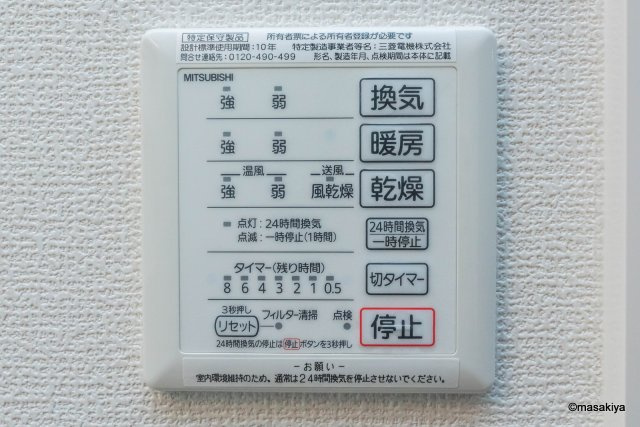 特定保守製品 所有者票による所有者登録が必要です
設計標準使用期間:10年 特定製造事業者等名:三菱電機株式会社
問合せ連絡先:0120-490-499 形名、製造年月、点検期間は本体に記載
MITSUBISHI
強 弱 換気
強 弱 暖房
温風 送風
強 弱 風乾燥 乾燥
点灯:24時間換気
点滅:一時停止(1時間)
24時間換気
一時停止
タイマー(残り時間)
8 6 4 3 2 1 0.5
切タイマー
3秒押し
リセット フィルター清掃 点検
停止
24時間換気の停止は停止ボタンを3秒押し
-お願い-
室内環境維持のため、通常は24時間換気を停止させないでください。
©masakiya